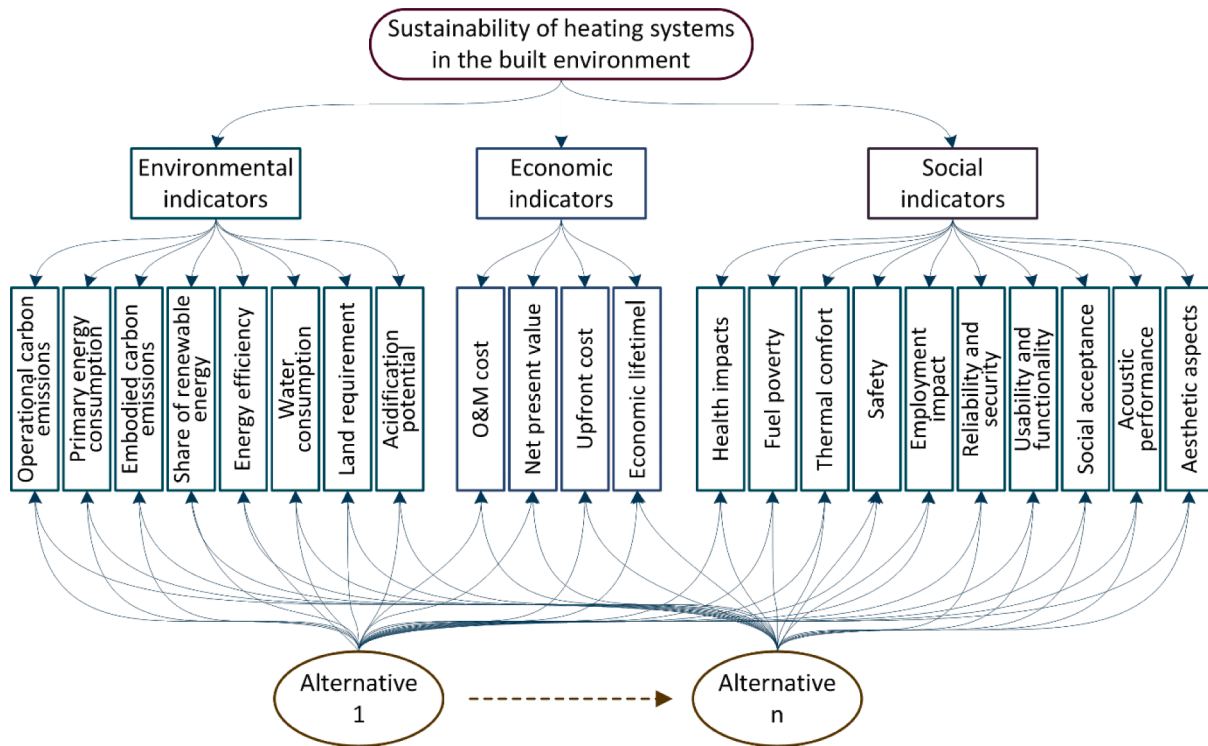 Sustainability of heating systems
in the built environment
Environmental
indicators
Economic
indicators
Social
indicators
Operational carbon
emissions
Primary energy
consumption
Embodied carbon
emissions
Share of renewable
energy
Energy efficiency
Water
consumption
Land requirement
Acidification
potential
O&M cost
Net present value
Upfront cost
Economic lifetimel
Health impacts
Fuel poverty
Thermal comfort
Safety
Employment
impact
Reliability and
security
Usability and
functionality
Social acceptance
Acoustic
performance
Aesthetic aspects
Alternative
1
Alternative
n